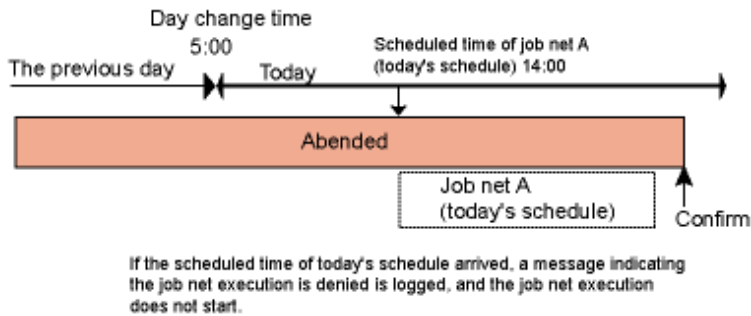 Day change time
5:00
Scheduled time of job net A
(today's schedule) 14:00
The previous day
Today
Abended
Job net A
(today's schedule)
Confirm
If the scheduled time of today's schedule arrived, a message indicating
the job net execution is denied is logged, and the job net execution
does not start.